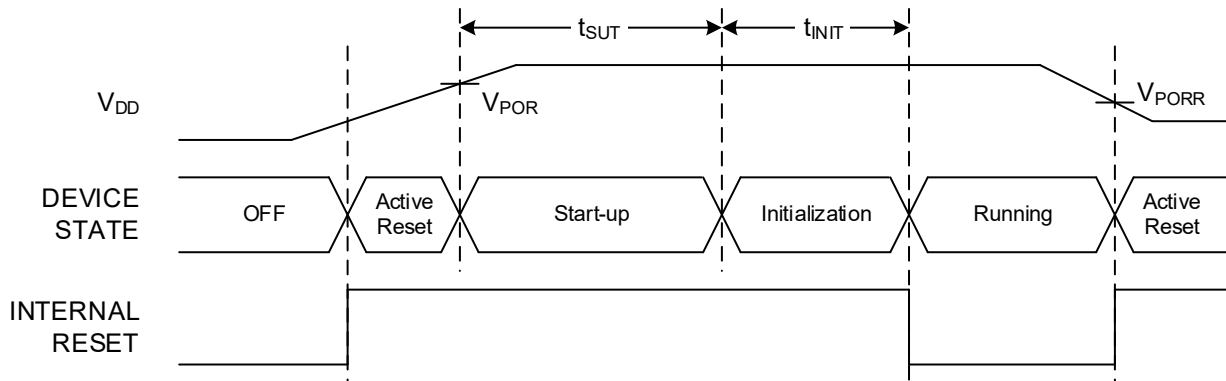 tSUT
tINIT
VDD
VPOR
VPORR
DEVICE
STATE
OFF
Active
Reset
Start-up
Initialization
Running
Active
Reset
INTERNAL
RESET